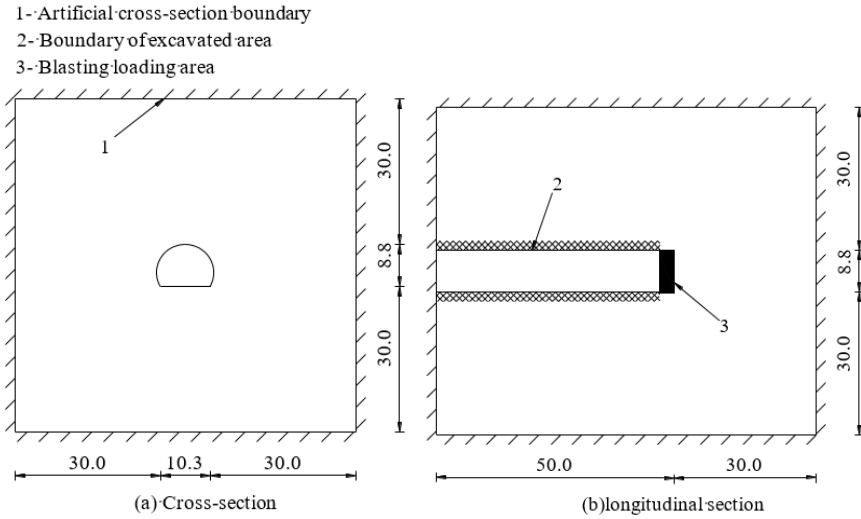 1- Artificial cross-section boundary
2- Boundary of excavated area
3- Blasting loading area
1
30.0
8.8
30.0
30.0
10.3
30.0
(a) Cross-section
2
3
30.0
8.8
30.0
50.0
30.0
(b)longitudinal section